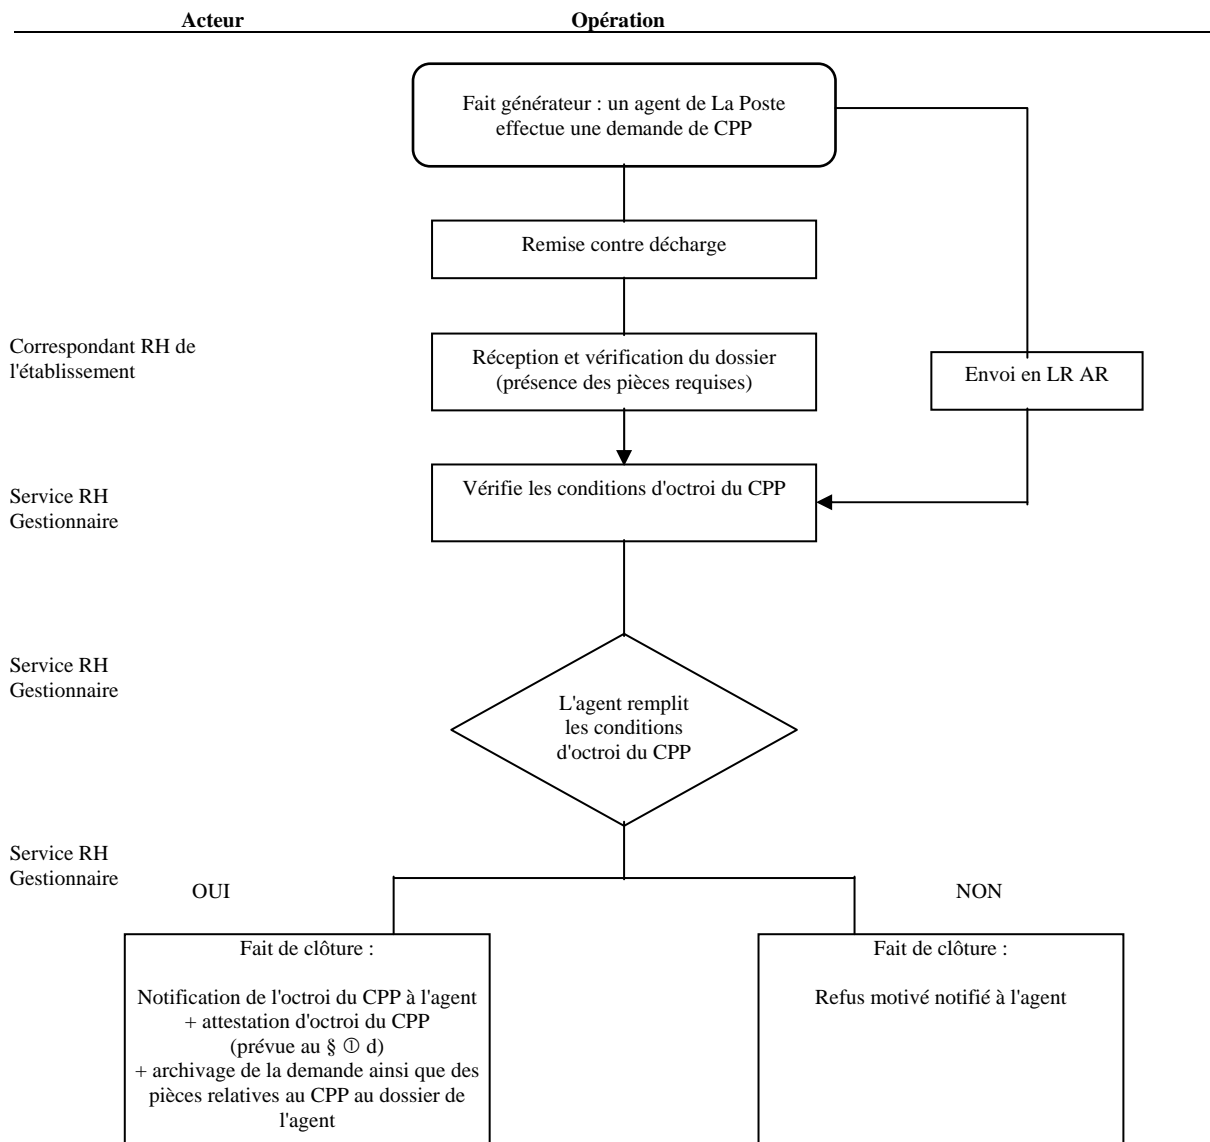 Acteur
Opération
Fait générateur : un agent de La Poste
effectue une demande de CPP
Remise contre décharge
Correspondant RH de
l'établissement
Réception et vérification du dossier
(présence des pièces requises)
Envoi en LR AR
Service RH
Gestionnaire
Vérifie les conditions d'octroi du CPP
Service RH
Gestionnaire
L'agent remplit
les conditions
d'octroi du CPP
Service RH
Gestionnaire
OUI
NON
Fait de clôture :
Notification de l'octroi du CPP à l'agent
+ attestation d'octroi du CPP
(prévue au § ① d)
+ archivage de la demande ainsi que des
pièces relatives au CPP au dossier de
l'agent
Fait de clôture :
Refus motivé notifié à l'agent